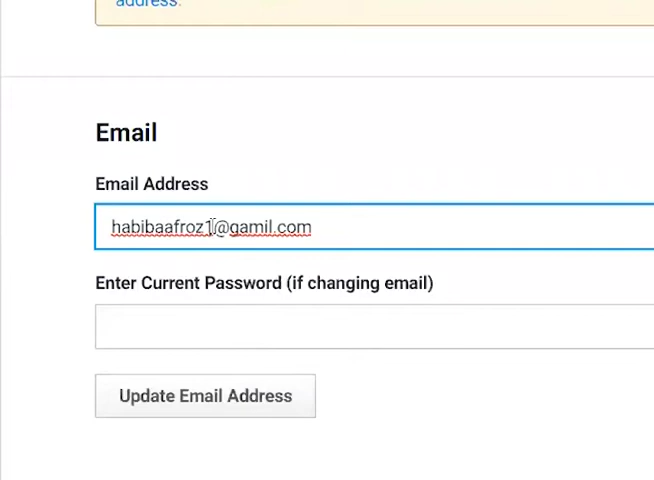 address.
Email
Email Address
habibaafroz1@gamil.com
Enter Current Password (if changing email)
Update Email Address